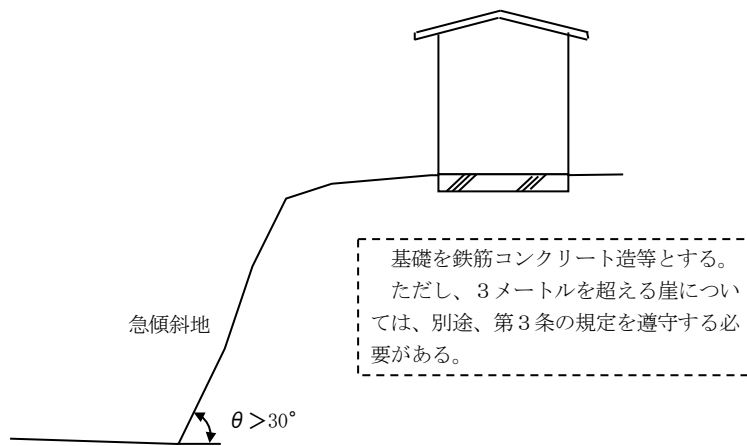 基礎を鉄筋コンクリート造等とする。
ただし、３メートルを超える崖につい
ては、別途、第３条の規定を遵守する必
要がある。
急傾斜地
θ＞30°